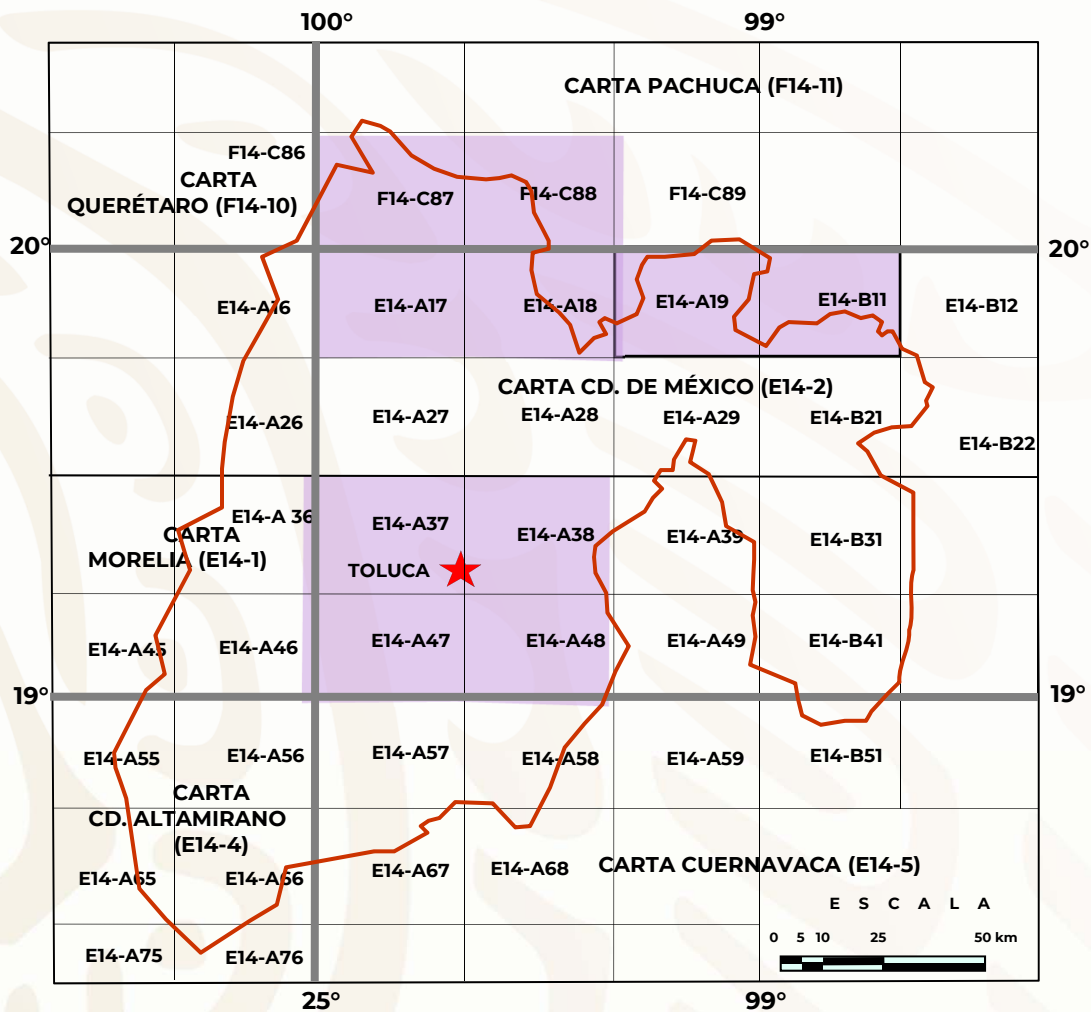 100° 99°
CARTA PACHUCA (F14-11)
F14-C86
CARTA
QUERÉTARO (F14-10)
F14-C87 F14-C88 F14-C89
20° 20°
E14-A16 E14-A17 E14-A18 E14-A19 E14-B11 E14-B12
CARTA CD. DE MÉXICO (E14-2)
E14-A26 E14-A27 E14-A28 E14-A29 E14-B21
E14-B22
E14-A 36 E14-A37 E14-A38 E14-A39 E14-B31
CARTA
MORELIA (E14-1)
TOLUCA
E14-A45 E14-A46 E14-A47 E14-A48 E14-A49 E14-B41
19° 19°
E14-A55 E14-A56 E14-A57 E14-A58 E14-A59 E14-B51
CARTA
CD. ALTAMIRANO
(E14-4)
CARTA CUERNAVACA (E14-5)
E14-A65 E14-A66 E14-A67 E14-A68
E S C A L A
0 5 10 25 50 km
E14-A75 E14-A76
25° 99°